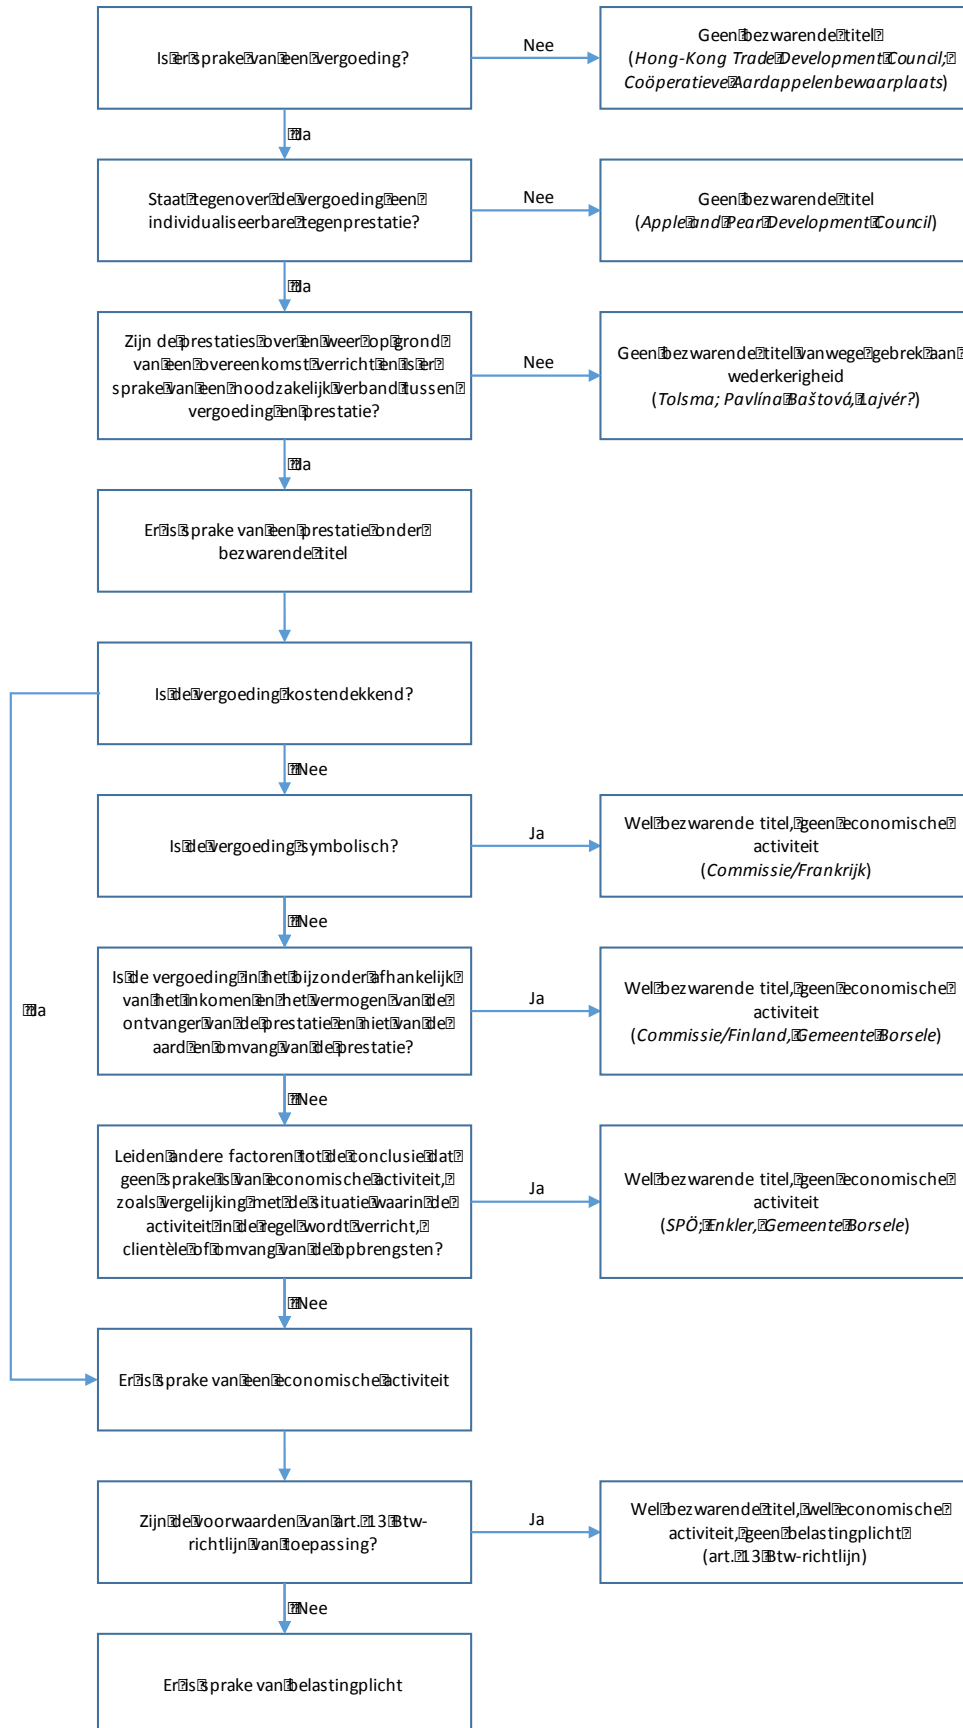 Is er sprake van een vergoeding?
Nee
Geen bezwarende titel
(Hong-Kong Trade Development Council;
Coöperatieve Aardappelenbewaarplaats)
Ja
Staat tegenover de vergoeding een
individualiseerbare tegenprestatie?
Nee
Geen bezwarende titel
(Apple and Pear Development Council)
Ja
Zijn de prestaties over en weer op grond
van een overeenkomst verricht en is er
sprake van een noodzakelijk verband tussen
vergoeding en prestatie?
Nee
Geen bezwarende titel vanwege gebrek aan
wederkerigheid
(Tolsma; Pavlína Baštová, Lajvér?)
Ja
Er is sprake van een prestatie onder
bezwarende titel
Is de vergoeding kostendekkend?
Nee
Is de vergoeding symbolisch?
Ja
Wel bezwarende titel, geen economische
activiteit
(Commissie/Frankrijk)
Nee
Is de vergoeding in het bijzonder afhankelijk
van het inkomen en het vermogen van de
ontvanger van de prestatie en niet van de
aard en omvang van de prestatie?
Ja
Wel bezwarende titel, geen economische
activiteit
(Commissie/Finland, Gemeente Borsele)
Ja
Nee
Leiden andere factoren tot de conclusie dat
geen sprake is van economische activiteit,
zoals vergelijking met de situatie waarin de
activiteit in de regel wordt verricht,
clientèle of omvang van de opbrengsten?
Ja
Wel bezwarende titel, geen economische
activiteit
(SPÖ; Enkler, Gemeente Borsele)
Nee
Er is sprake van een economische activiteit
Zijn de voorwaarden van art. 13 Btw-
richtlijn van toepassing?
Ja
Wel bezwarende titel, wel economische
activiteit, geen belastingplicht
(art. 13 Btw-richtlijn)
Nee
Er is sprake van belastingplicht